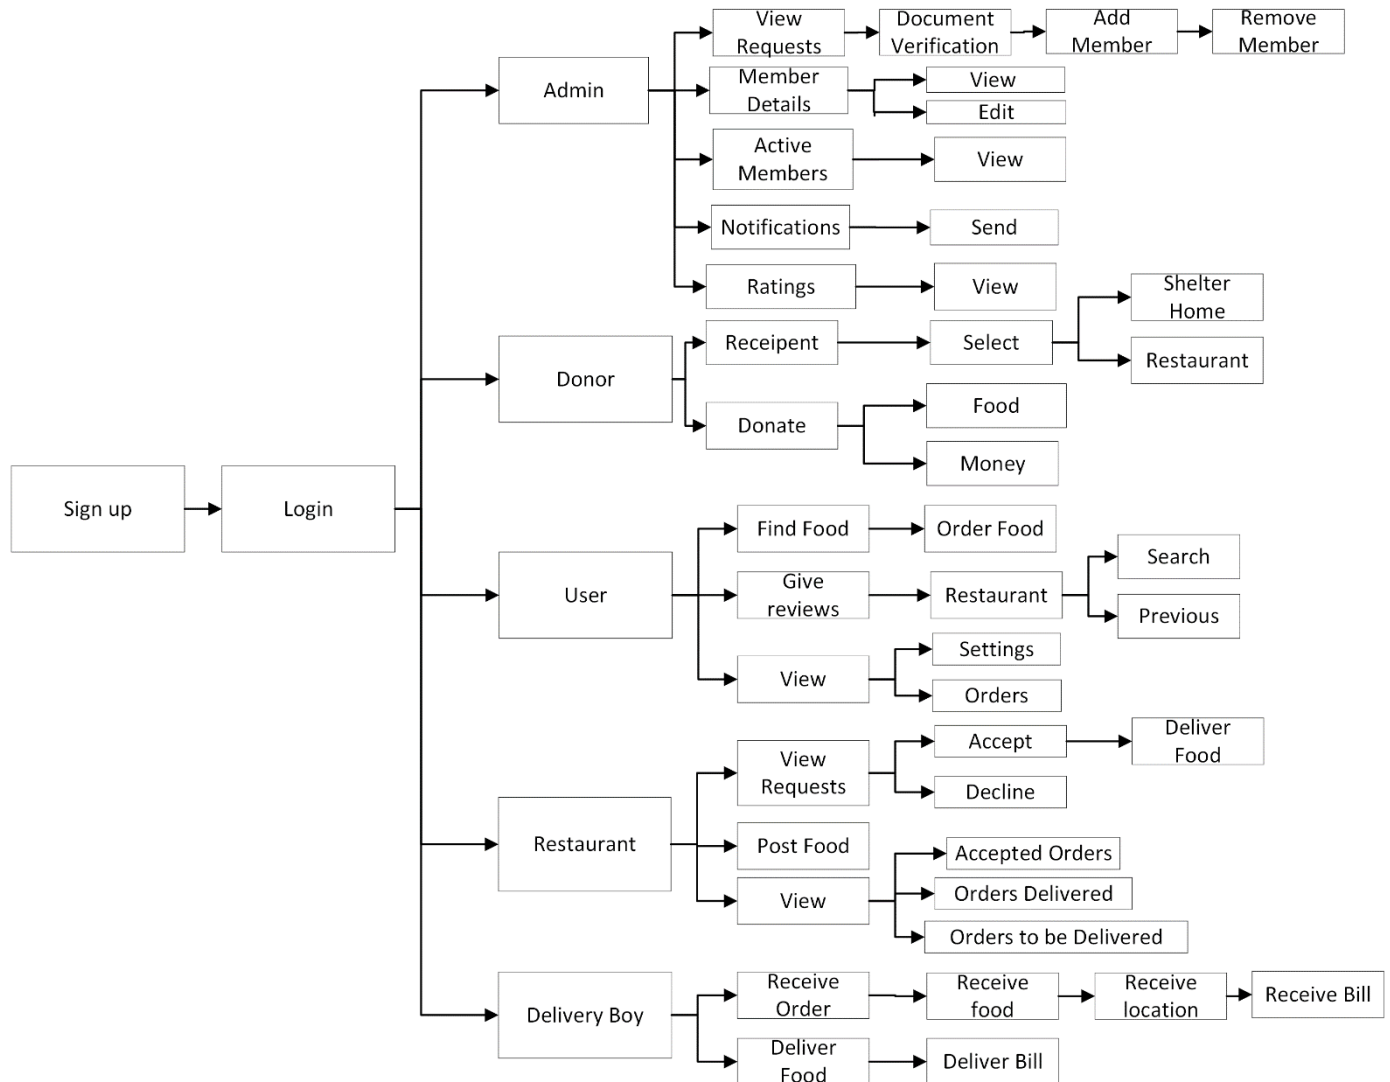 Sign up
Login
Admin
View
Requests
Document
Verification
Add
Member
Remove
Member
Member
Details
View
Edit
Active
Members
View
Notifications
Send
Ratings
View
Donor
Receipent
Select
Shelter
Home
Restaurant
Donate
Food
Money
User
Find Food
Order Food
Give
reviews
Restaurant
Search
Previous
View
Settings
Orders
Restaurant
View
Requests
Accept
Deliver
Food
Decline
Post Food
View
Accepted Orders
Orders Delivered
Orders to be Delivered
Delivery Boy
Receive
Order
Receive
food
Receive
location
Receive Bill
Deliver
Food
Deliver Bill